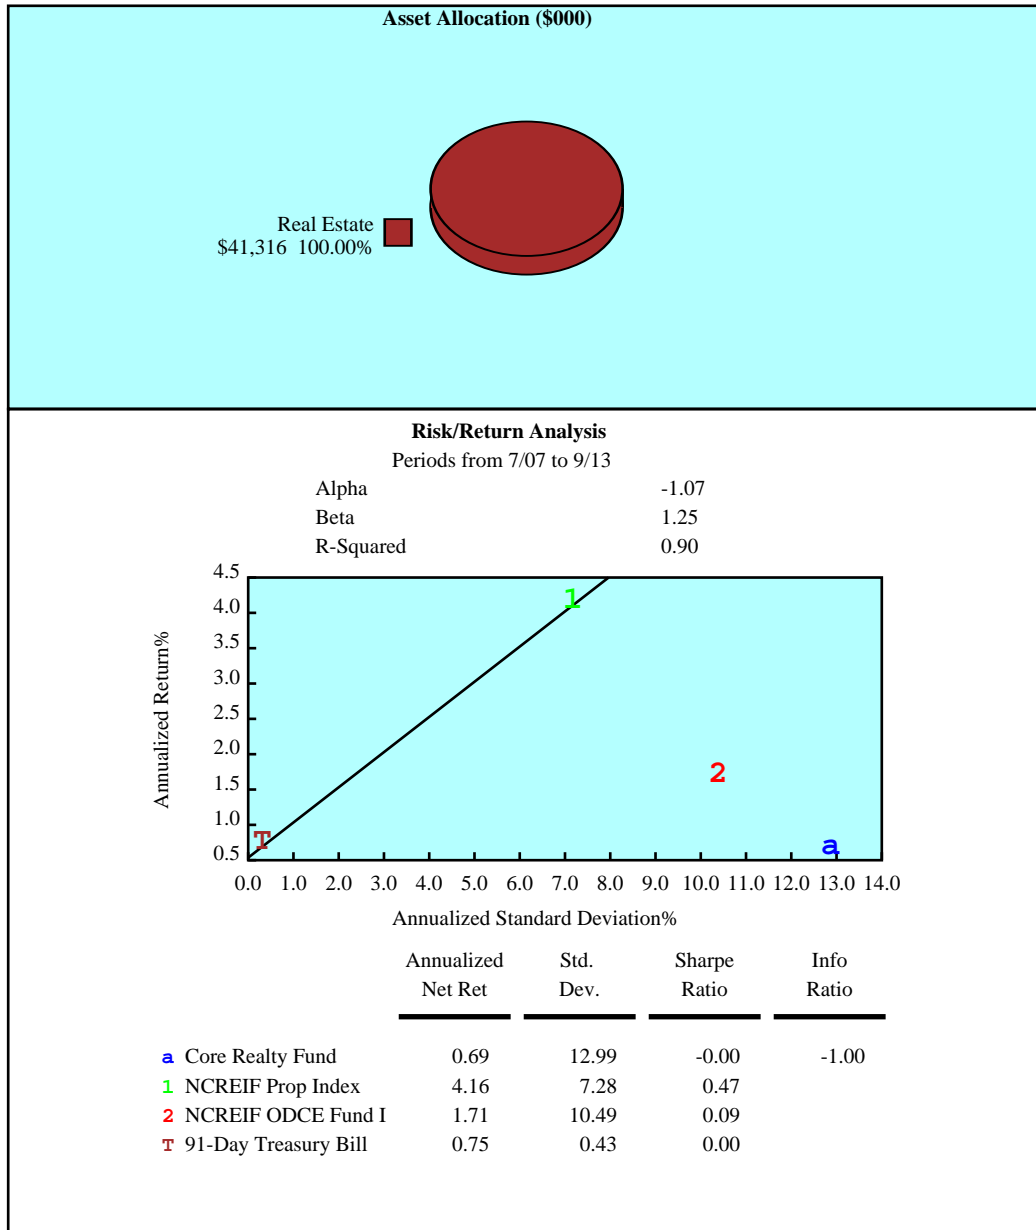 Asset Allocation ($000)
Real Estate
$41,316 100.00%
Risk/Return Analysis
Periods from 7/07 to 9/13
Alpha -1.07
Beta 1.25
R-Squared 0.90
Annualized Return%
4.5
4.0
3.5
3.0
2.5
2.0
1.5
1.0
0.5
1
2
a
T
0.0 1.0 2.0 3.0 4.0 5.0 6.0 7.0 8.0 9.0 10.0 11.0 12.0 13.0 14.0
Annualized Standard Deviation%
Annualized Std. Sharpe Info
Net Ret Dev. Ratio Ratio
a Core Realty Fund 0.69 12.99 -0.00 -1.00
1 NCREIF Prop Index 4.16 7.28 0.47
2 NCREIF ODCE Fund I 1.71 10.49 0.09
T 91-Day Treasury Bill 0.75 0.43 0.00